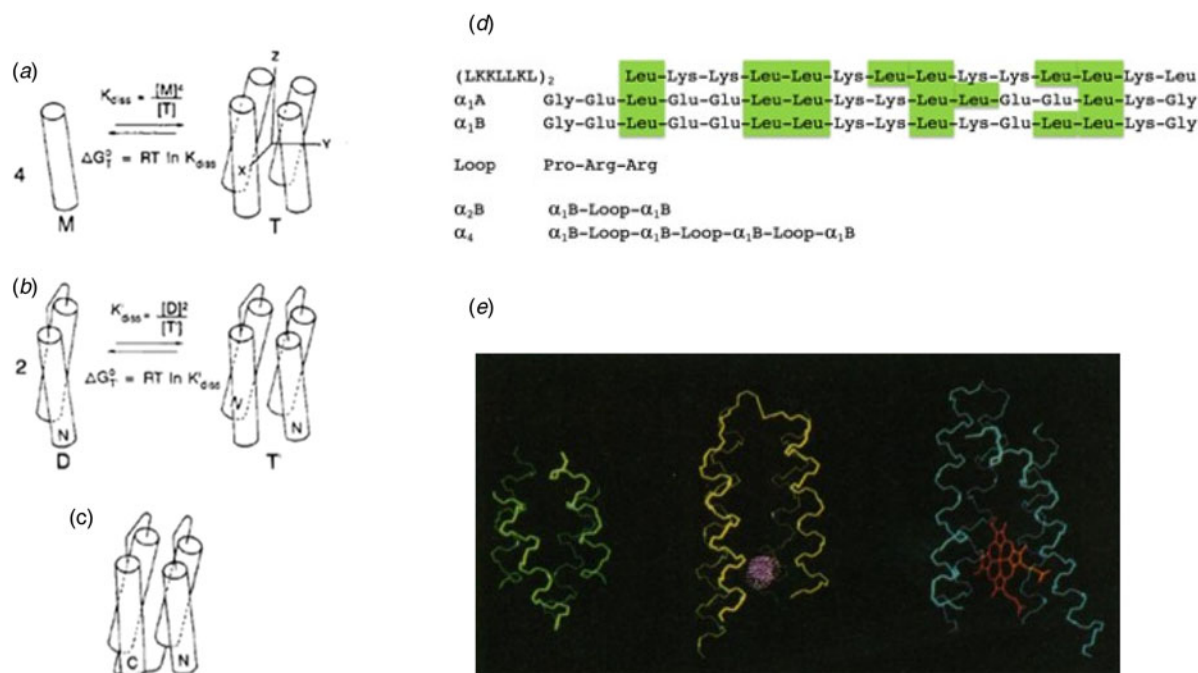 (a)
K_diss = [M]⁴
[T]
ΔG°_T = RT ln K_diss
4
M
Z
Y
X
T
(b)
K'_diss = [D]²
[T]
ΔG°_T = RT ln K'_diss
2
N
D
N
N
T
(c)
C
N
(d)
(LKKLLKL)₂ Leu-Lys-Lys-Leu-Leu-Lys-Leu-Leu-Lys-Lys-Leu-Leu-Lys-Leu
α₁A Gly-Glu-Leu-Glu-Glu-Leu-Leu-Lys-Lys-Leu-Leu-Glu-Glu-Leu-Lys-Gly
α₁B Gly-Glu-Leu-Glu-Glu-Leu-Leu-Lys-Lys-Leu-Lys-Glu-Leu-Leu-Lys-Gly
Loop Pro-Arg-Arg
α₂B α₁B-Loop-α₁B
α₄ α₁B-Loop-α₁B-Loop-α₁B-Loop-α₁B
(e)